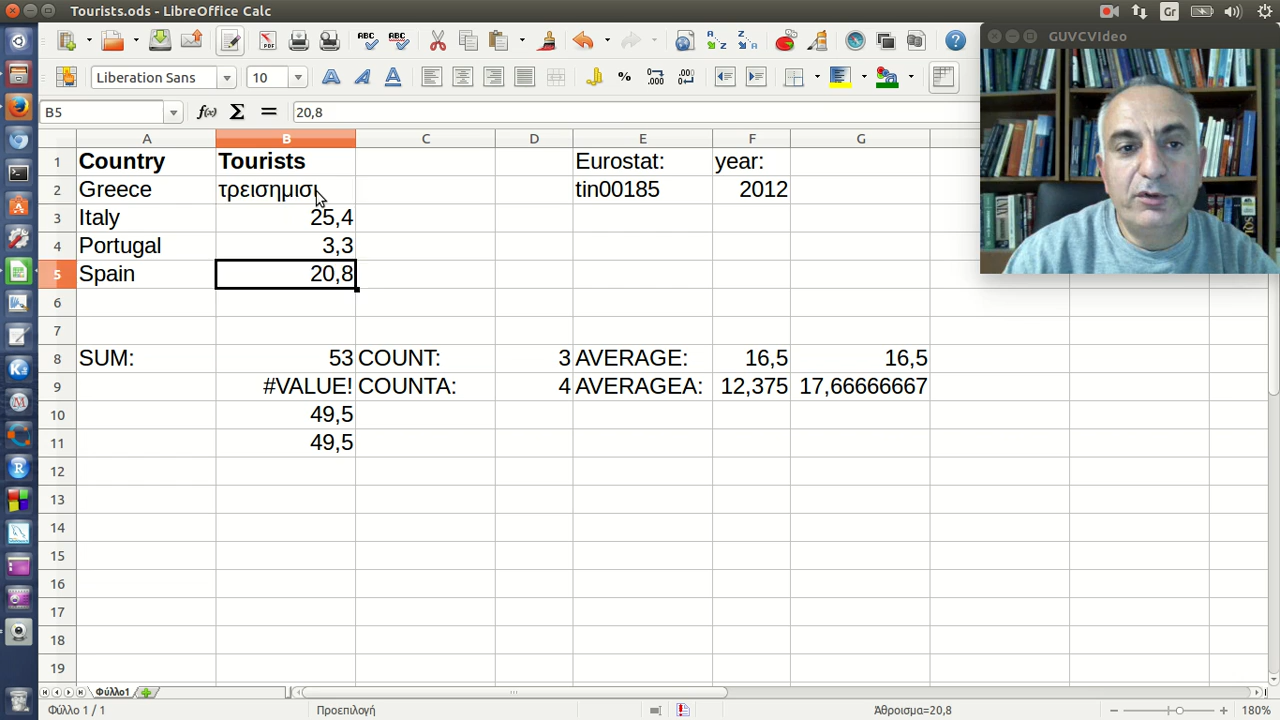 Tourists.ods - LibreOffice Calc
Gr
GUVCVIdeo
Liberation Sans 10
B5 20,8
A B C D E F G
1 Country Tourists Eurostat: year:
2 Greece τρεισημισι tin00185 2012
3 Italy 25,4
4 Portugal 3,3
5 Spain 20,8
6
7
8 SUM: 53 COUNT: 3 AVERAGE: 16,5 16,5
9 #VALUE! COUNTA: 4 AVERAGEA: 12,375 17,66666667
10 49,5
11 49,5
12
13
14
15
16
17
18
19
Φύλλο1
Φύλλο 1 / 1 Προεπιλογή Άθροισμα=20,8 180%